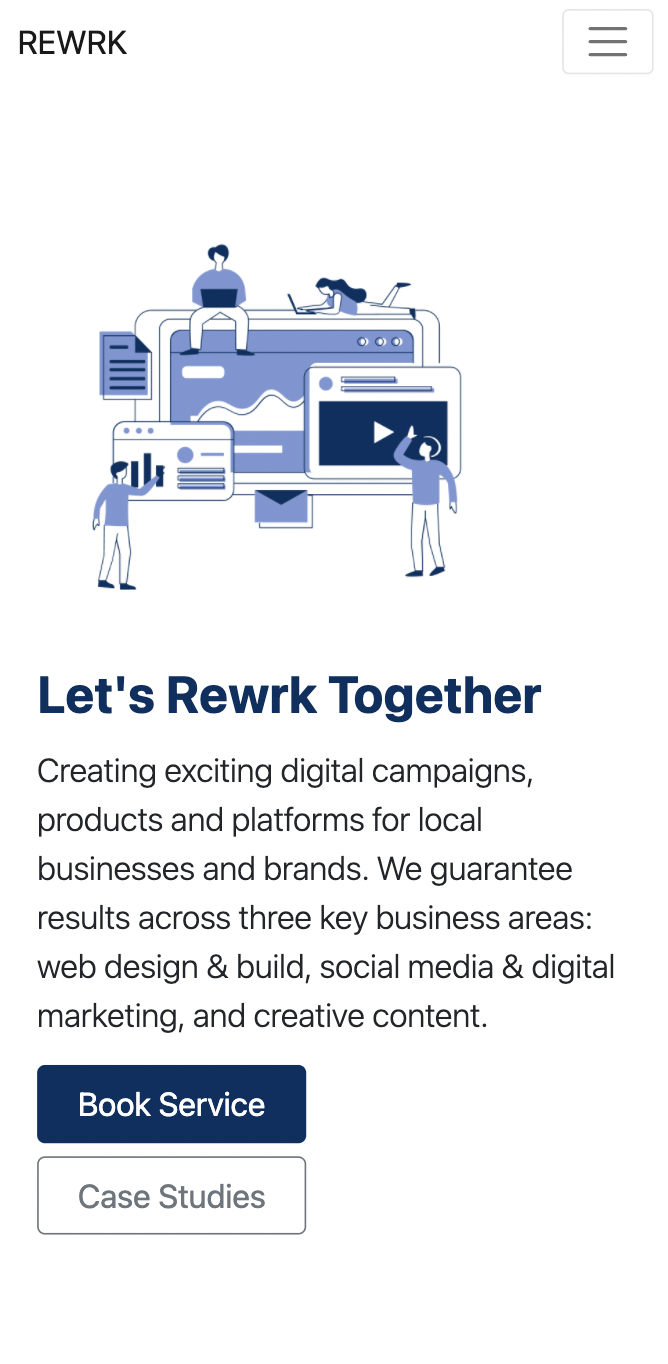 REWRK
Let's Rewrk Together
Creating exciting digital campaigns,
products and platforms for local
businesses and brands. We guarantee
results across three key business areas:
web design & build, social media & digital
marketing, and creative content.
Book Service
Case Studies